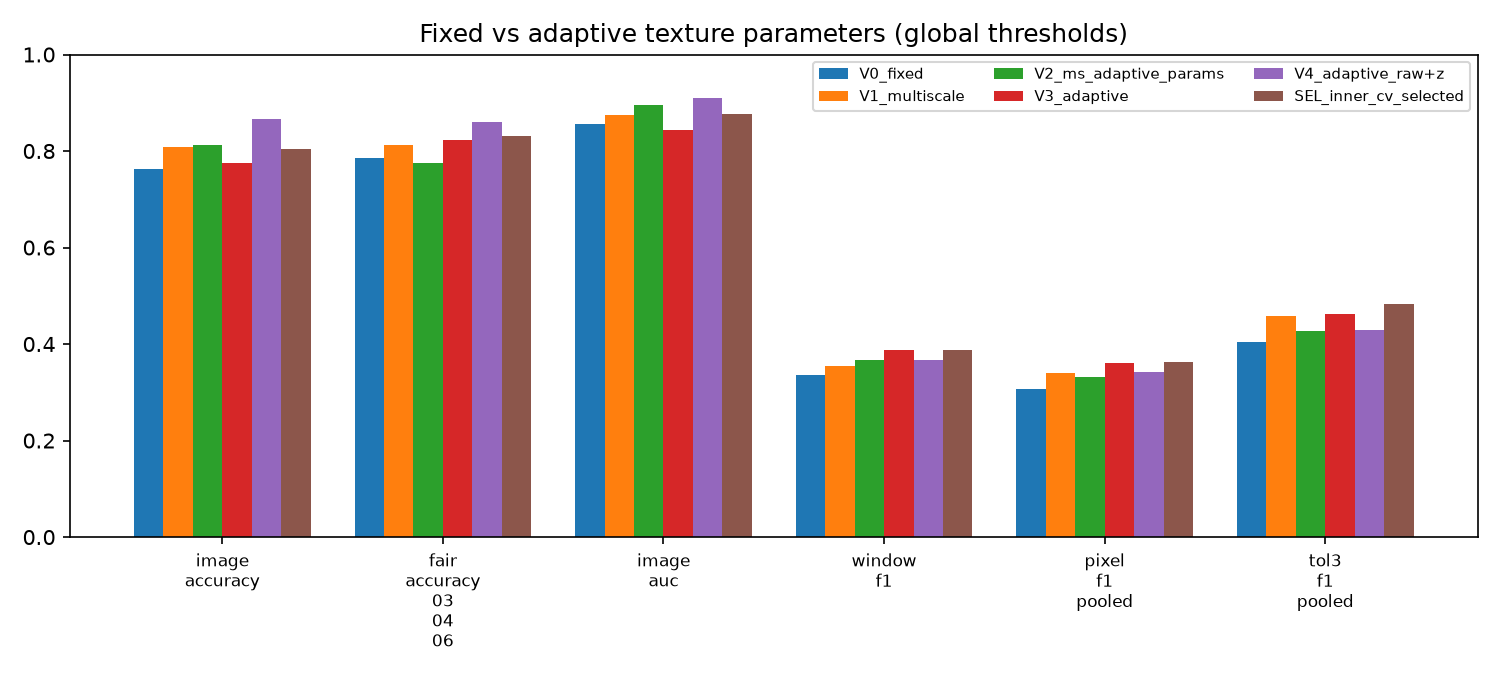 Fixed vs adaptive texture parameters (global thresholds)
1.0
0.8
0.6
0.4
0.2
0.0
V0_fixed
V1_multiscale
V2_ms_adaptive_params
V3_adaptive
V4_adaptive_raw+z
SEL_inner_cv_selected
image
accuracy
fair
accuracy
03
04
06
image
auc
window
f1
pixel
f1
pooled
tol3
f1
pooled